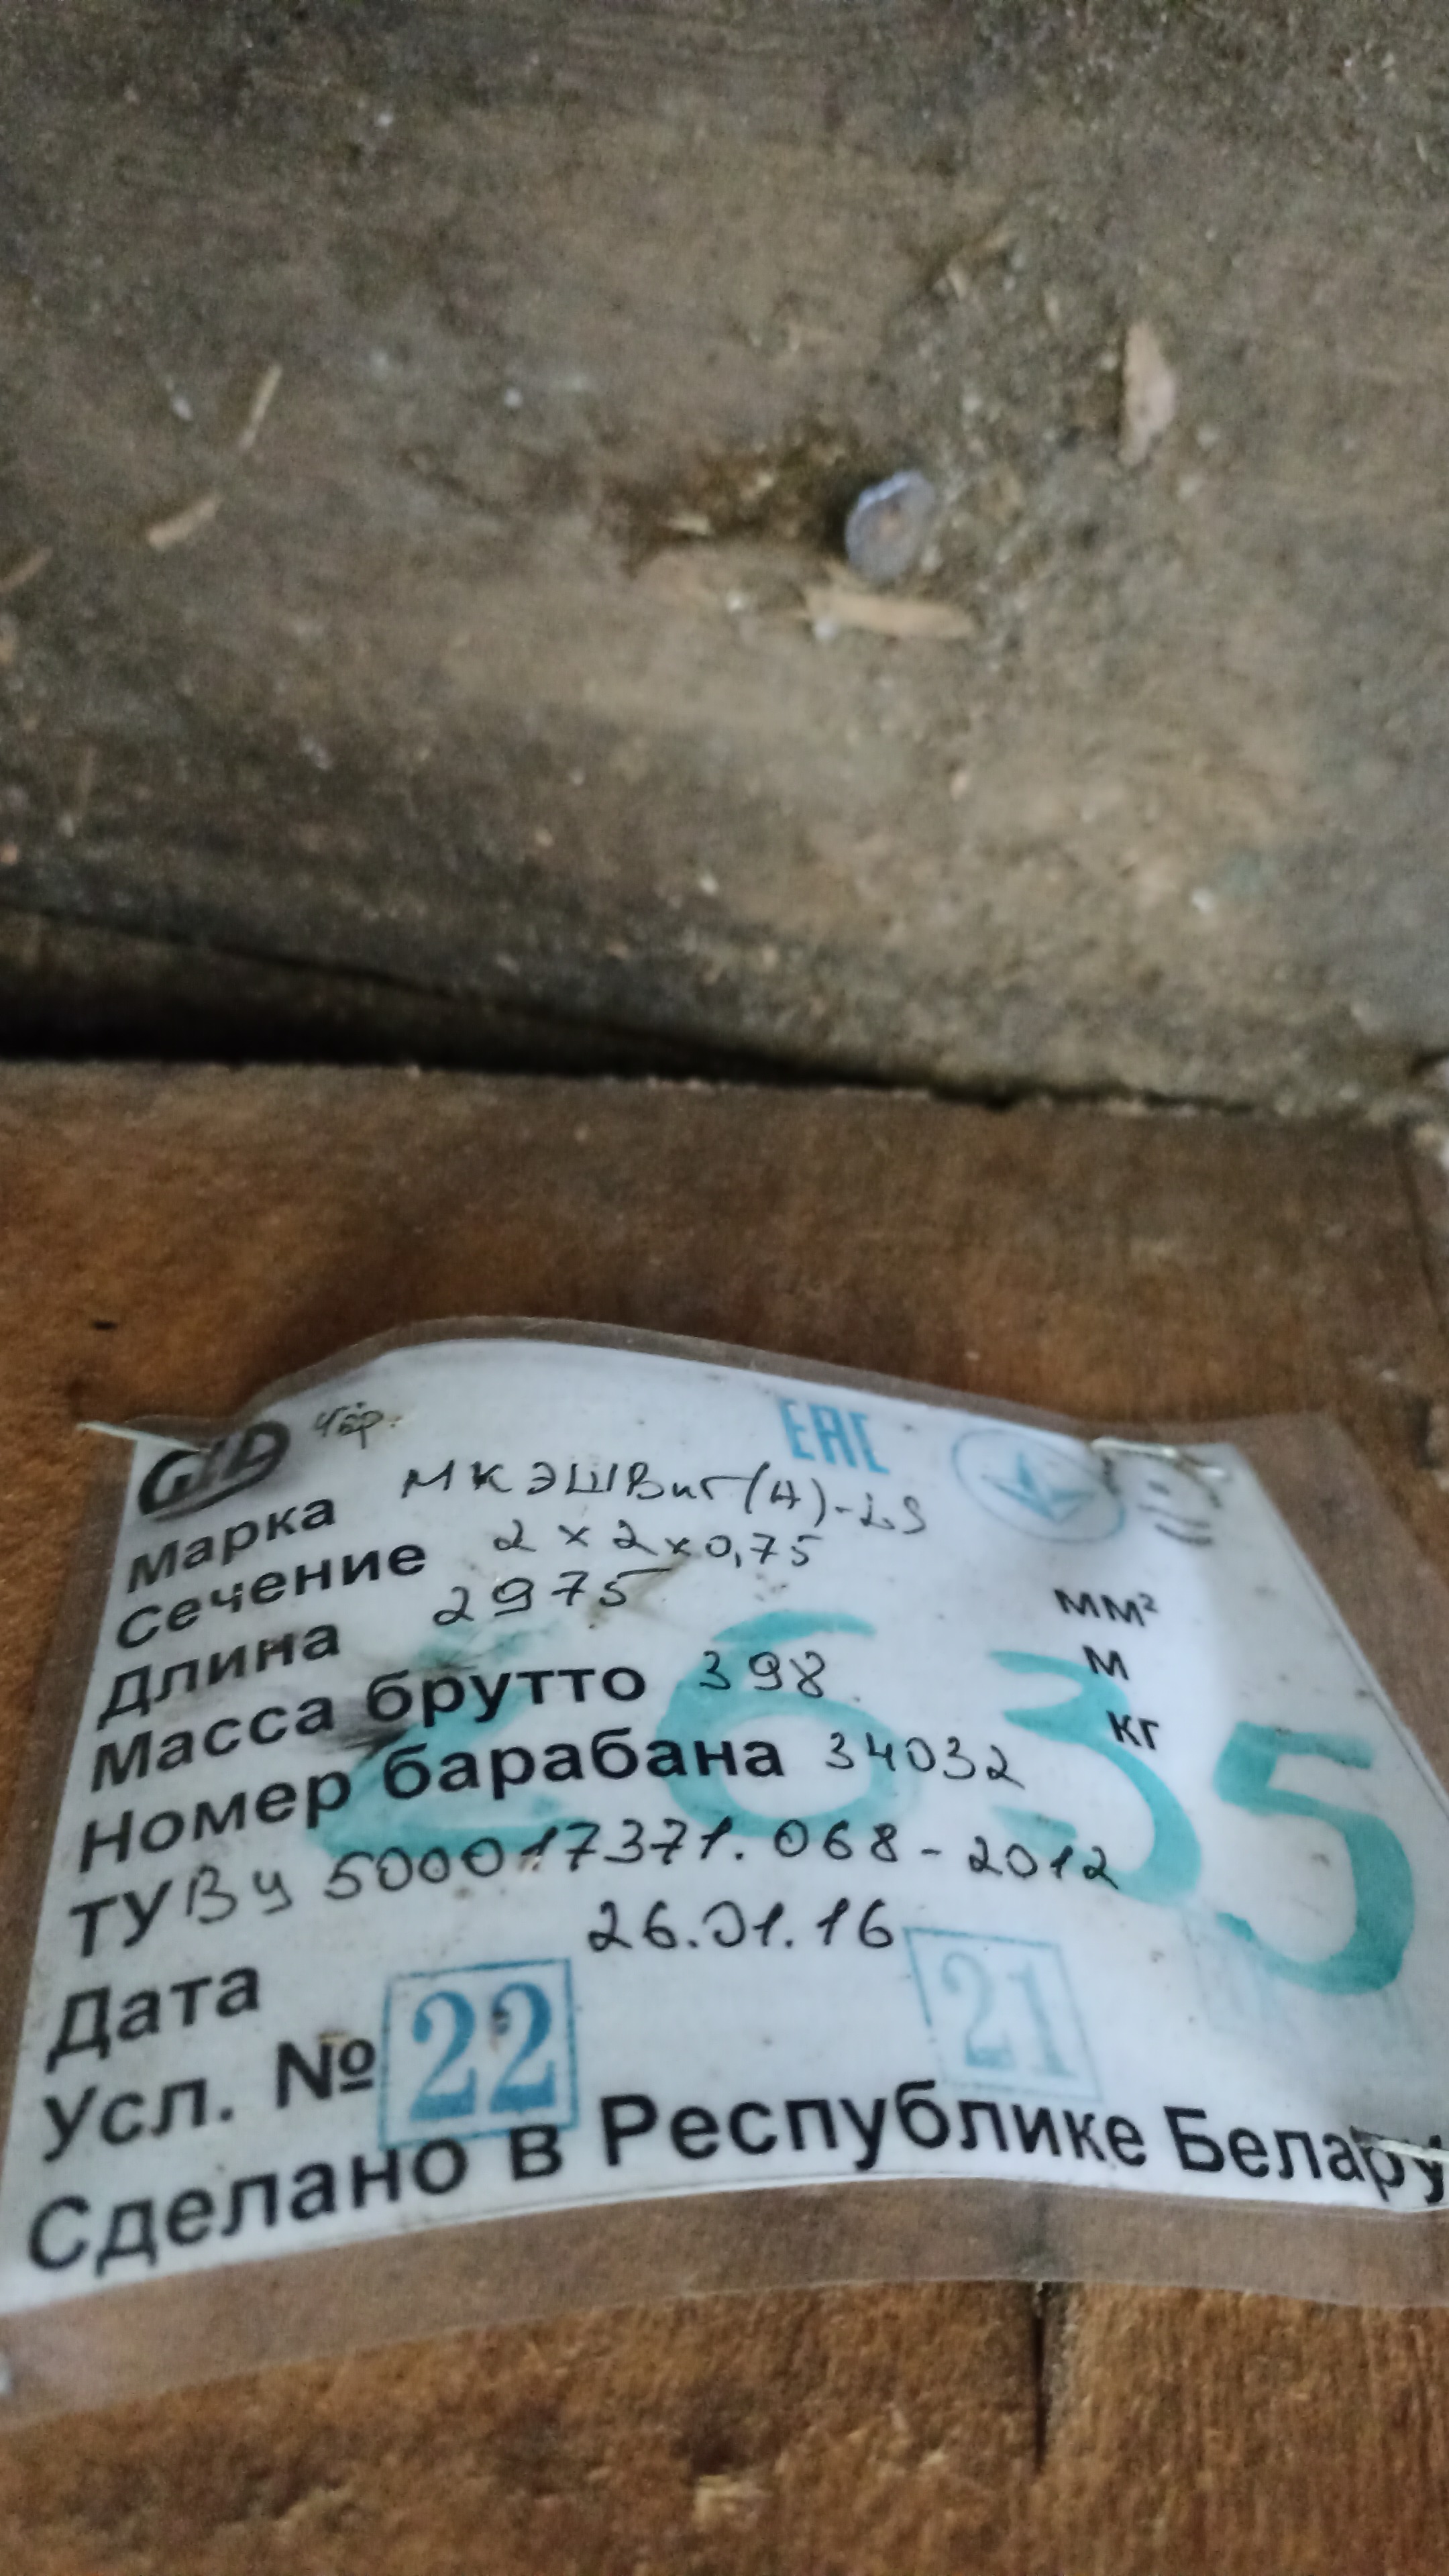 чёр. ЕАС
Марка МКЭШВнг(А)-LS
Сечение 2 х 2 х 0,75 мм²
Длина 2975 м
Масса брутто 398 кг
Номер барабана 34032
2635
ТУ BY 500017371.068-2012
Дата 26.01.16
Усл. № 22 21
Сделано в Республике Белару